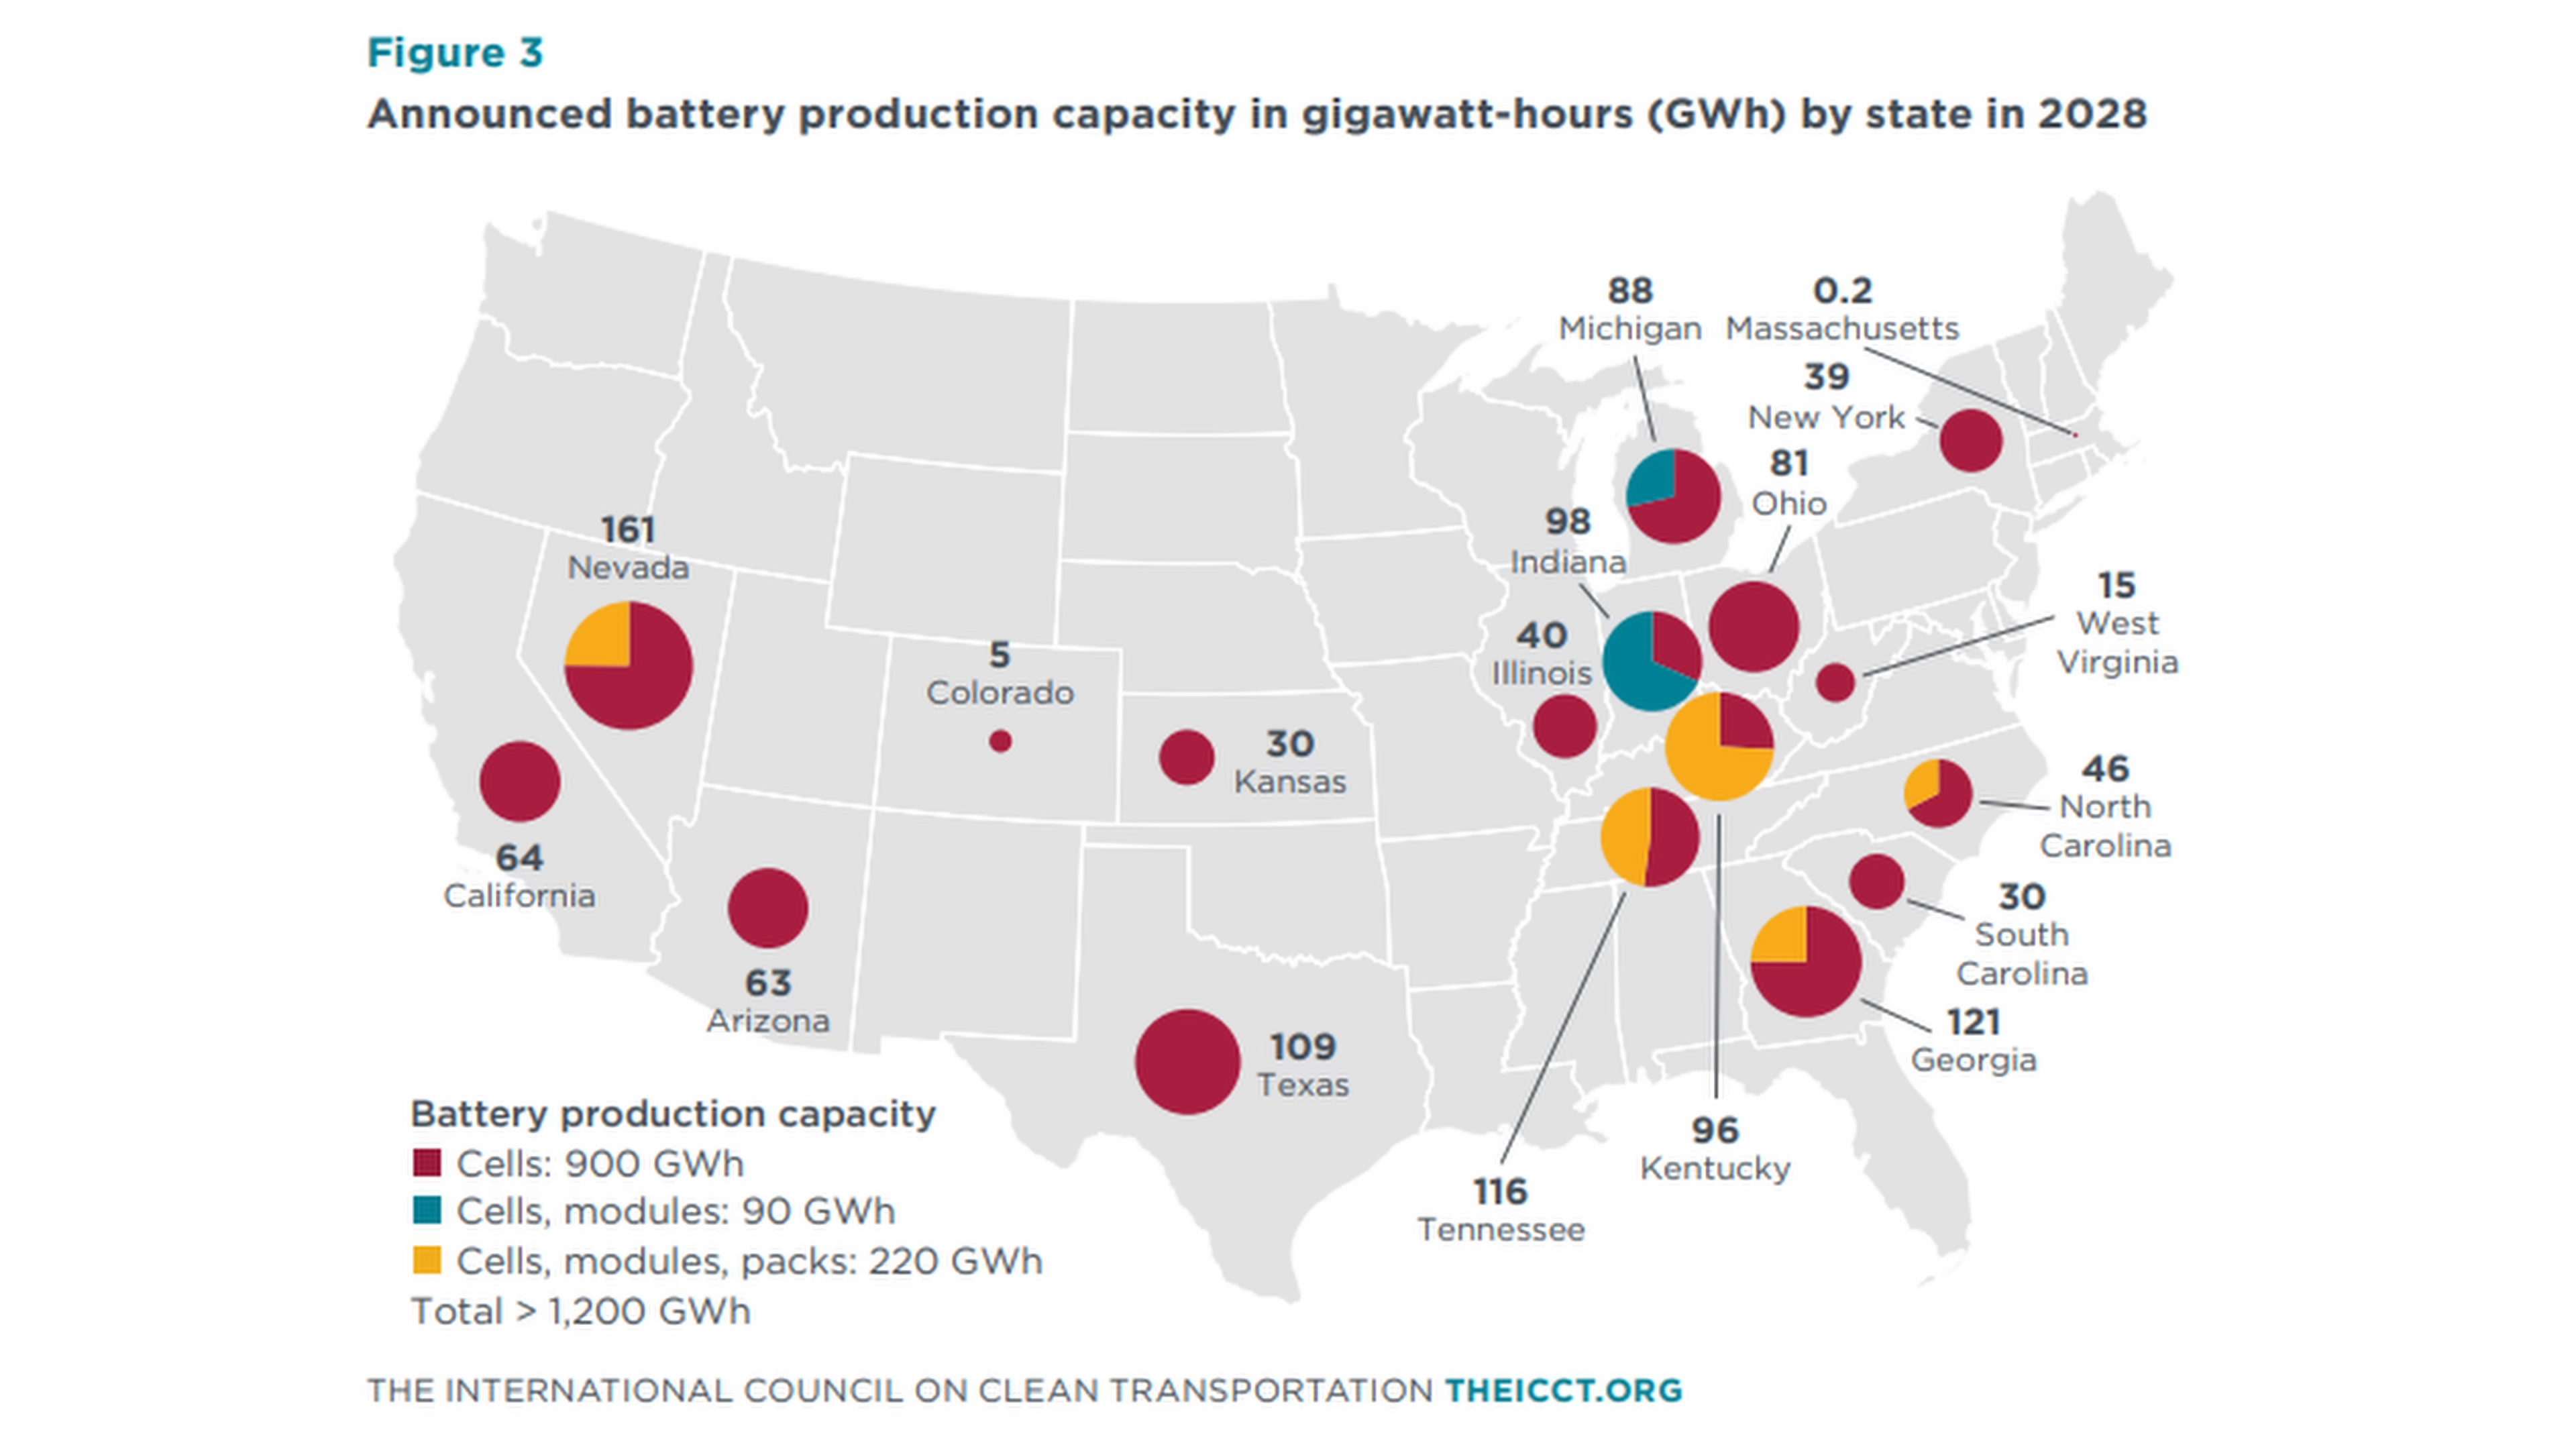 Figure 3
Announced battery production capacity in gigawatt-hours (GWh) by state in 2028
88
Michigan
0.2
Massachusetts
39
New York
81
Ohio
98
Indiana
161
Nevada
15
West
Virginia
40
Illinois
5
Colorado
30
Kansas
46
North
Carolina
64
California
30
South
Carolina
63
Arizona
121
Georgia
109
Texas
96
Kentucky
116
Tennessee
Battery production capacity
Cells: 900 GWh
Cells, modules: 90 GWh
Cells, modules, packs: 220 GWh
Total > 1,200 GWh
THE INTERNATIONAL COUNCIL ON CLEAN TRANSPORTATION THEICCT.ORG